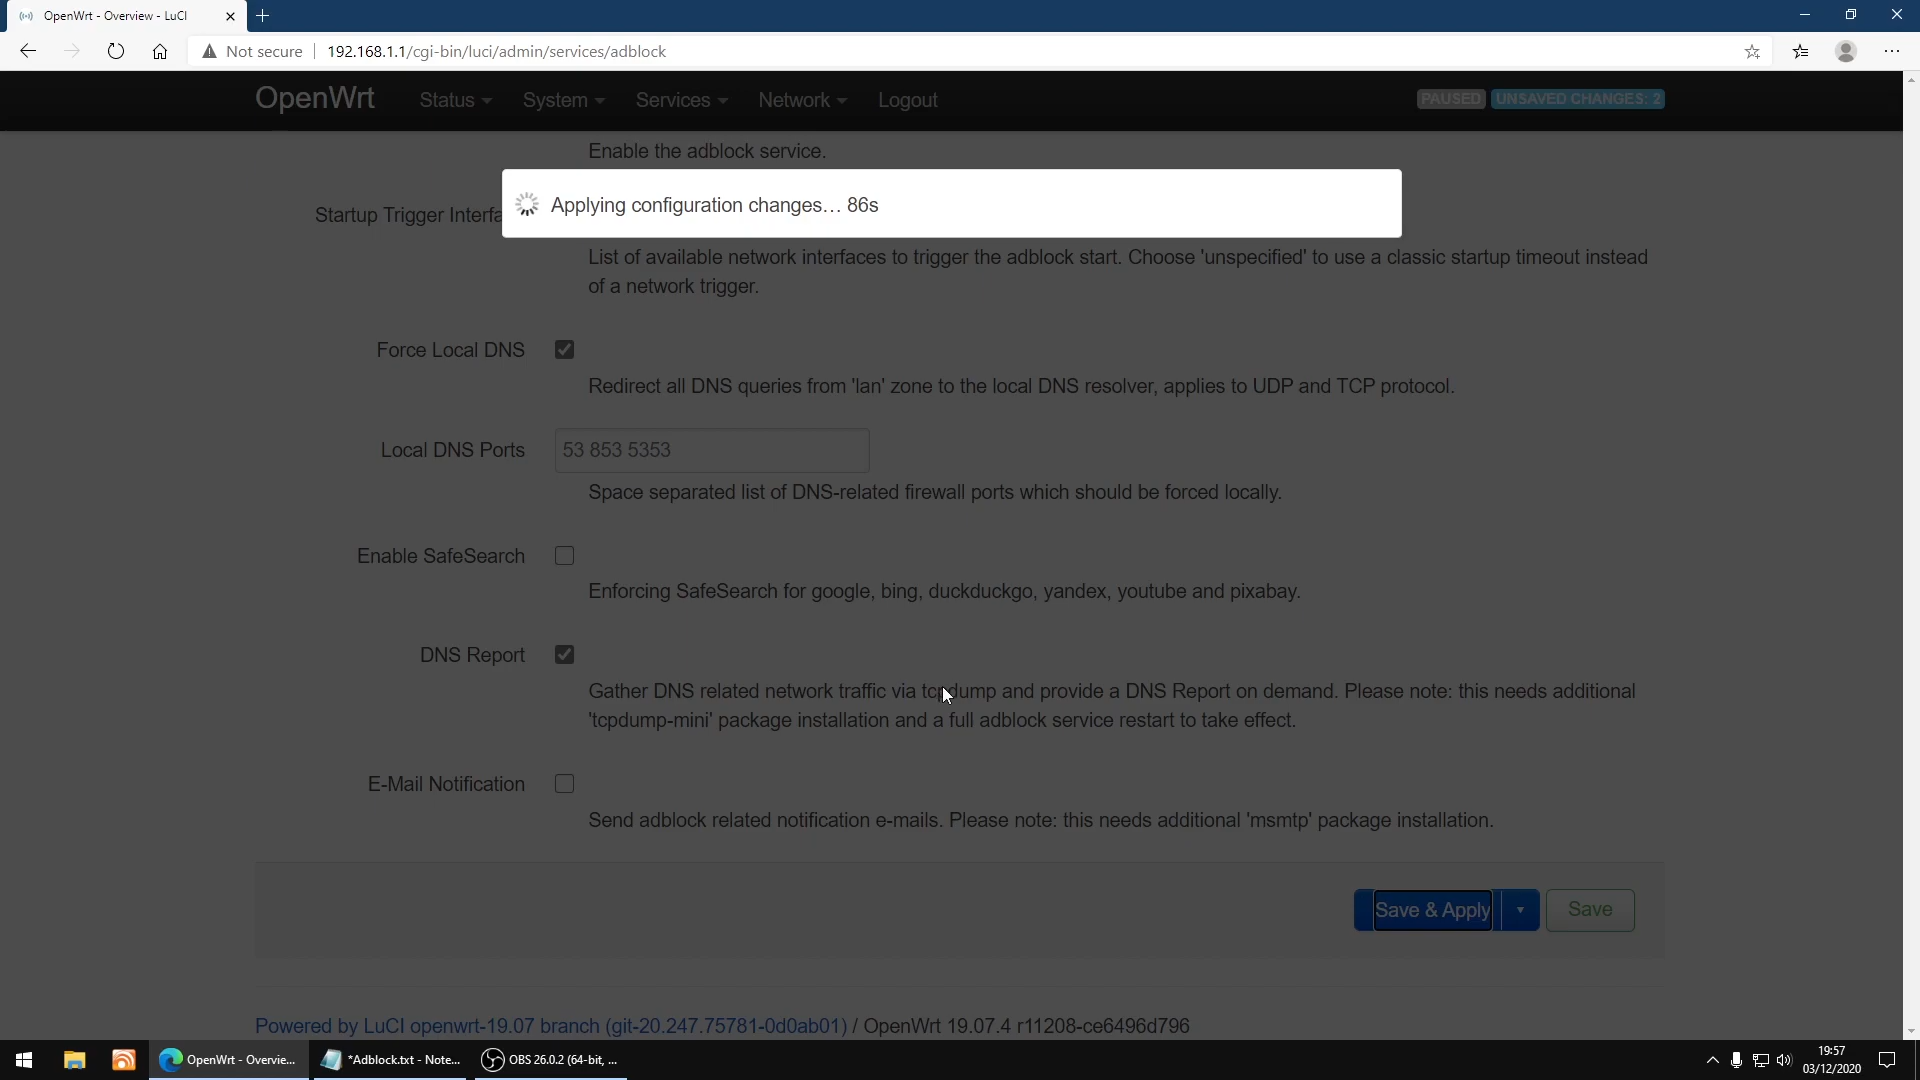 OpenWrt - Overview - LuCI
Not secure 192.168.1.1/cgi-bin/luci/admin/services/adblock
OpenWrt Status System Services Network Logout PAUSED UNSAVED CHANGES: 2
Enable the adblock service.
Applying configuration changes… 86s
Startup Trigger Interfa
List of available network interfaces to trigger the adblock start. Choose 'unspecified' to use a classic startup timeout instead
of a network trigger.
Force Local DNS
Redirect all DNS queries from 'lan' zone to the local DNS resolver, applies to UDP and TCP protocol.
Local DNS Ports 53 853 5353
Space separated list of DNS-related firewall ports which should be forced locally.
Enable SafeSearch
Enforcing SafeSearch for google, bing, duckduckgo, yandex, youtube and pixabay.
DNS Report
Gather DNS related network traffic via tcpdump and provide a DNS Report on demand. Please note: this needs additional
'tcpdump-mini' package installation and a full adblock service restart to take effect.
E-Mail Notification
Send adblock related notification e-mails. Please note: this needs additional 'msmtp' package installation.
Save & Apply Save
Powered by LuCI openwrt-19.07 branch (git-20.247.75781-0d0ab01) / OpenWrt 19.07.4 r11208-ce6496d796
OpenWrt - Overvie... *Adblock.txt - Note... OBS 26.0.2 (64-bit, ...
19:57
03/12/2020